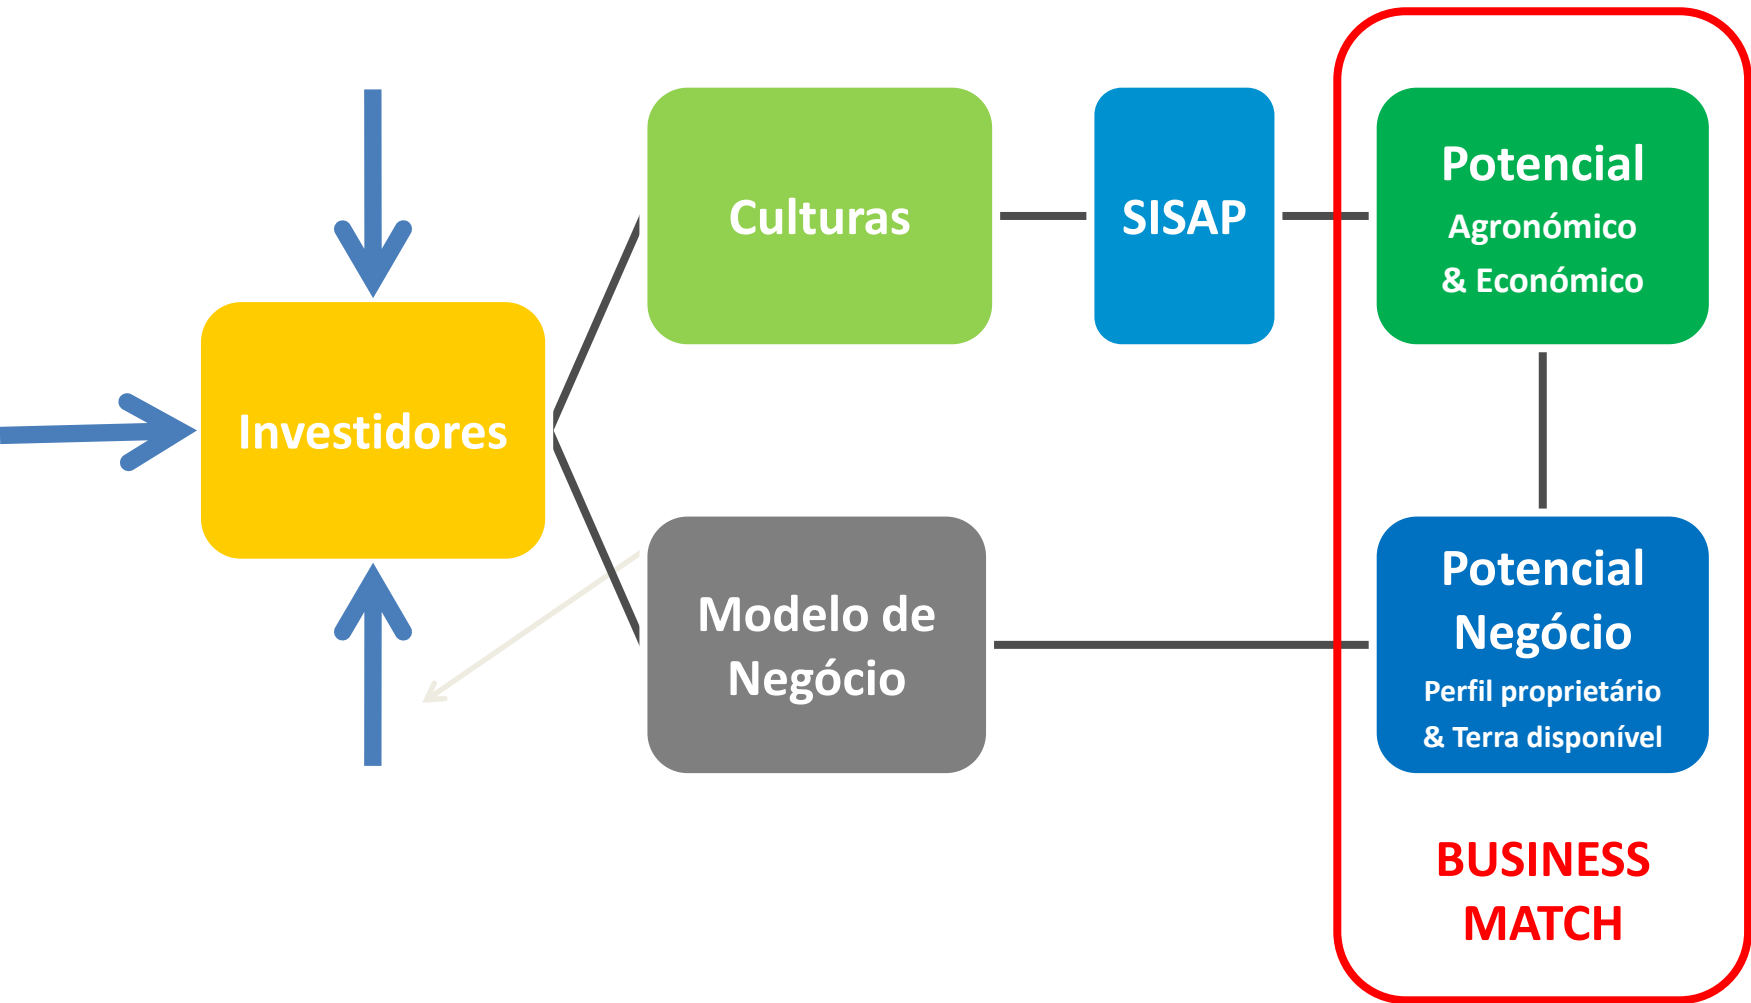 Investidores
Culturas
SISAP
Potencial
Agronómico
& Económico
Modelo de
Negócio
Potencial
Negócio
Perfil proprietário
& Terra disponível
BUSINESS
MATCH